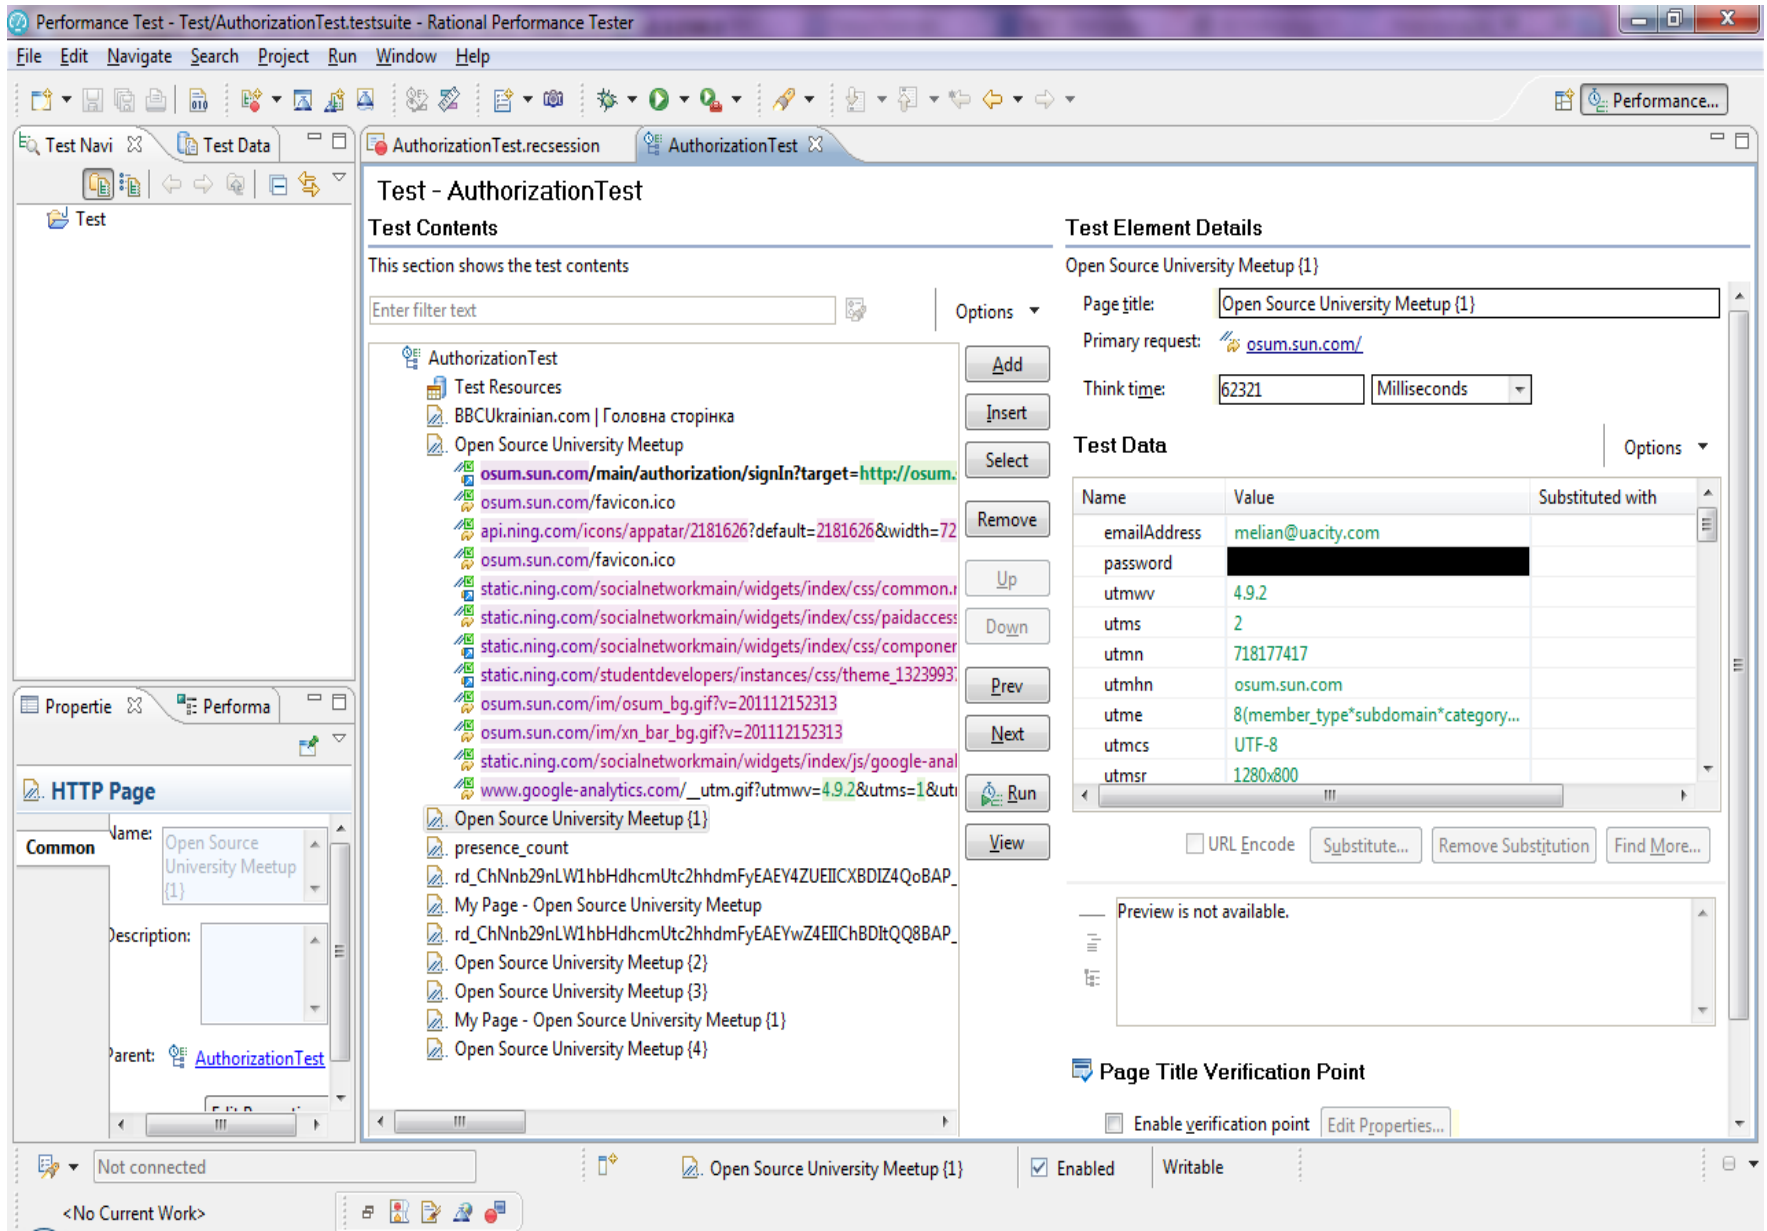 Performance Test - Test/AuthorizationTest.testsuite - Rational Performance Tester
File Edit Navigate Search Project Run Window Help
Performance...
Test Navi
Test Data
Test
AuthorizationTest.recsession
AuthorizationTest
Test - AuthorizationTest
Test Contents
This section shows the test contents
Enter filter text
Options
AuthorizationTest
Test Resources
BBCUkrainian.com | Головна сторінка
Open Source University Meetup
osum.sun.com/main/authorization/signIn?target=http://osum.
osum.sun.com/favicon.ico
api.ning.com/icons/appatar/2181626?default=2181626&width=72
osum.sun.com/favicon.ico
static.ning.com/socialnetworkmain/widgets/index/css/common.
static.ning.com/socialnetworkmain/widgets/index/css/paidaccess
static.ning.com/socialnetworkmain/widgets/index/css/componer
static.ning.com/studentdevelopers/instances/css/theme_1323993
osum.sun.com/im/osum_bg.gif?v=201112152313
osum.sun.com/im/xn_bar_bg.gif?v=201112152313
static.ning.com/socialnetworkmain/widgets/index/js/google-anal
www.google-analytics.com/__utm.gif?utmwv=4.9.2&utms=1&utm
Open Source University Meetup {1}
presence_count
My Page - Open Source University Meetup
Open Source University Meetup {2}
Open Source University Meetup {3}
My Page - Open Source University Meetup {1}
Open Source University Meetup {4}
Add
Insert
Select
Remove
Up
Down
Prev
Next
Run
View
Test Element Details
Open Source University Meetup {1}
Page title: Open Source University Meetup {1}
Primary request: osum.sun.com/
Think time: 62321 Milliseconds
Test Data
Options
Name Value Substituted with
emailAddress melian@uacity.com
password
utmwv 4.9.2
utms 2
utmn 718177417
utmhn osum.sun.com
utme 8(member_type*subdomain*category...
utmcs UTF-8
utmsr 1280x800
URL Encode Substitute... Remove Substitution Find More...
Preview is not available.
Page Title Verification Point
Enable verification point Edit Properties...
Propertie
Performa
HTTP Page
Common
Name: Open Source
University Meetup
{1}
Description:
Parent: AuthorizationTest
Not connected
Open Source University Meetup {1}
Enabled
Writable
<No Current Work>